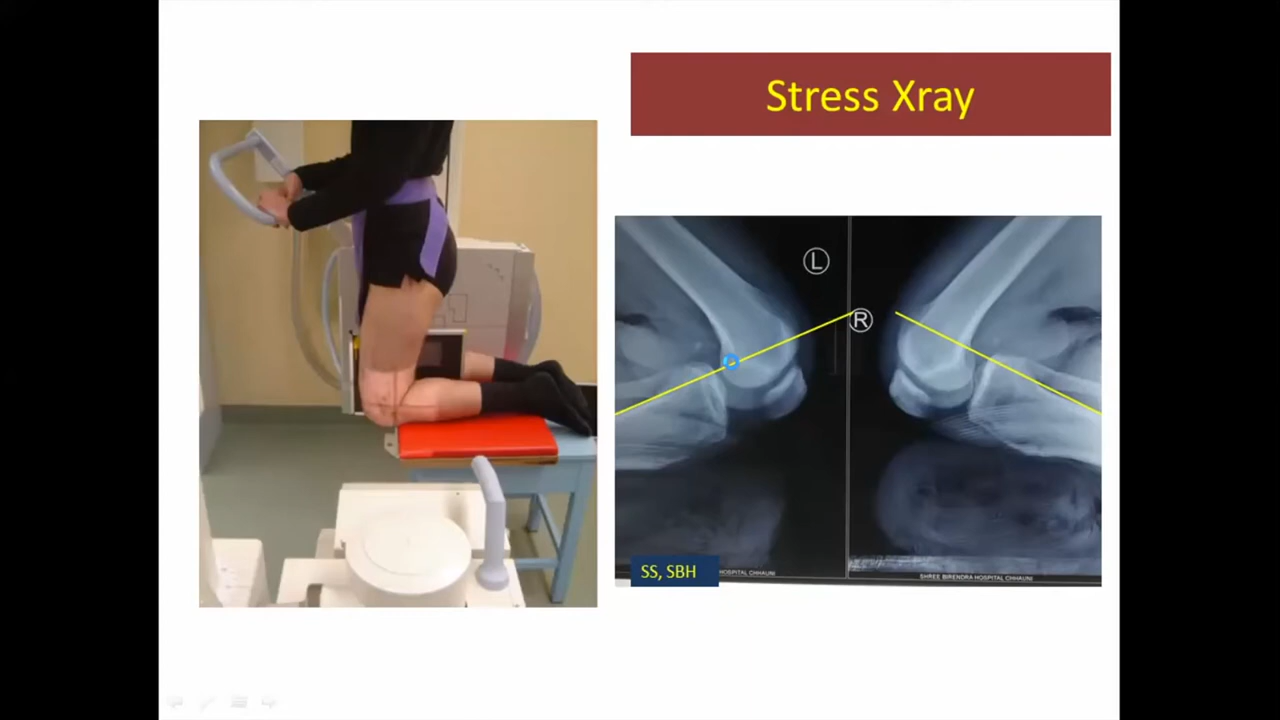 Stress Xray
L
R
SS, SBH
HOSPITAL CHHAUNI
SHREE BIRENDRA HOSPITAL CHHAUNI